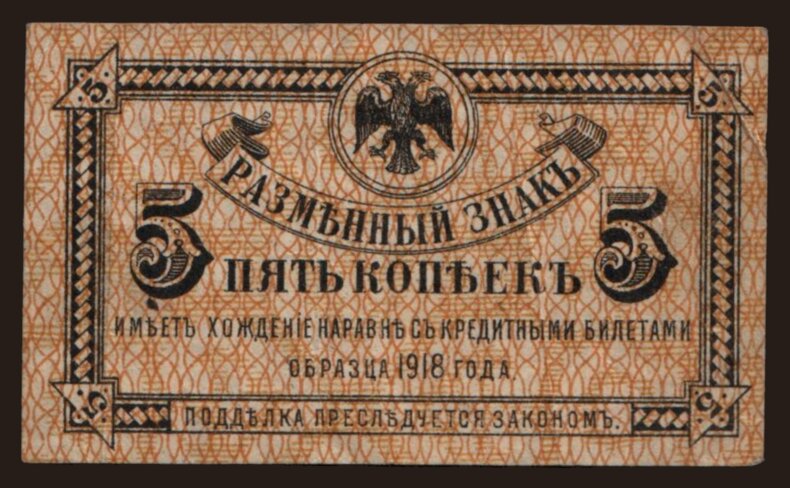 5 5
РАЗМѢННЫЙ ЗНАКЪ
5 5
ПЯТЬ КОПѢЕКЪ
ИМѢЕТЪ ХОЖДЕНІЕ НАРАВНѢ СЪ КРЕДИТНЫМИ БИЛЕТАМИ
ОБРАЗЦА 1918 ГОДА.
5 5
ПОДДѢЛКА ПРЕСЛѢДУЕТСЯ ЗАКОНОМЪ.